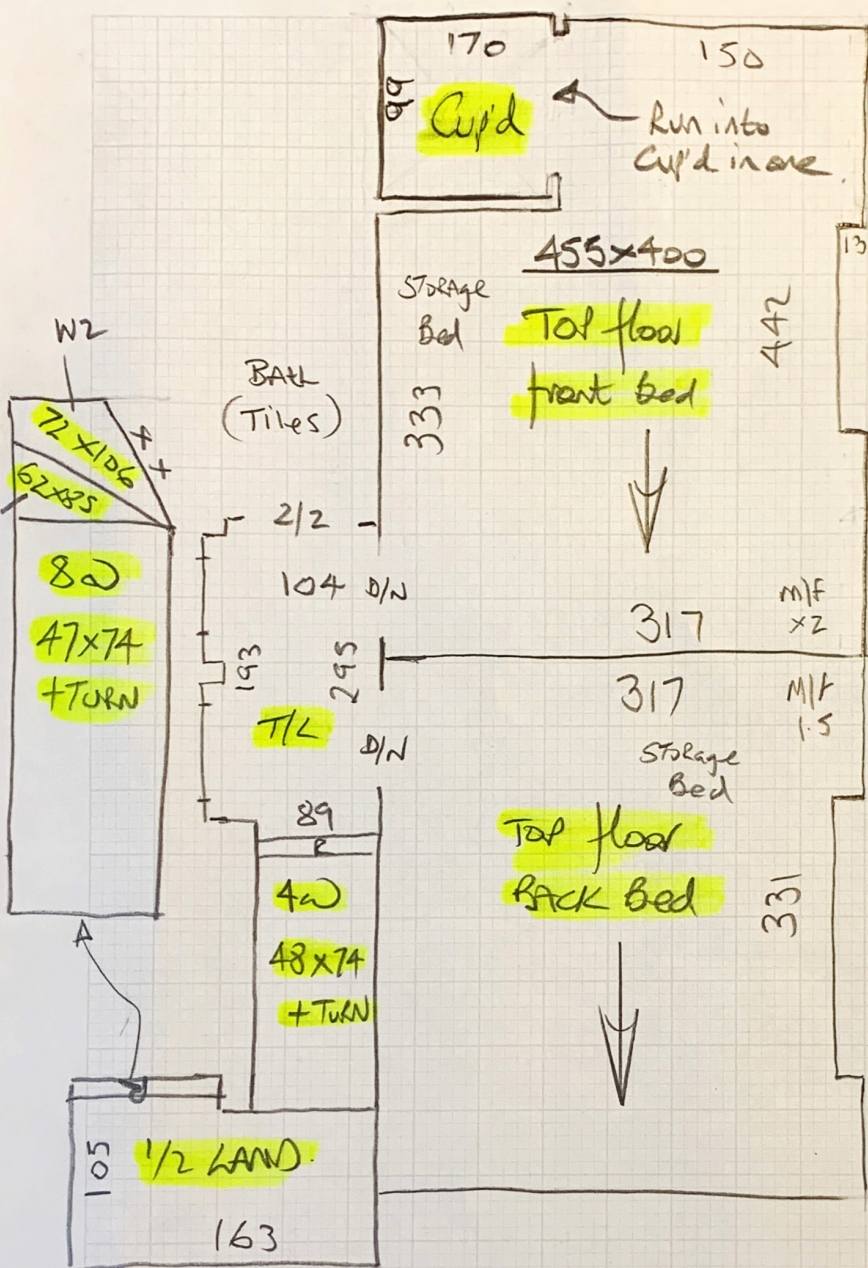 170
150
99
Cup'd
Run into
Cup'd in one.
455x400
13
STORAge
Bed
Top floor
front bed
442
333
W2
BATh
(Tiles)
72x106
62x85
2/2
8W
47x74
+TURN
104 D/N
193
295
317
M/F
x2
317
M/F
1.5
T/L
D/N
STORage
Bed
89
R
Top floor
BACK Bed
331
4W
48x74
+TURN
105
1/2 LAND.
163